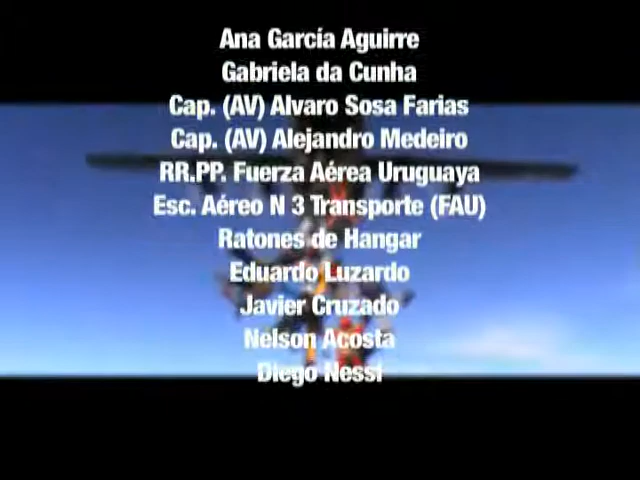 Ana García Aguirre
Gabriela da Cunha
Cap. (AV) Alvaro Sosa Farias
Cap. (AV) Alejandro Medeiro
RR.PP. Fuerza Aérea Uruguaya
Esc. Aéreo N 3 Transporte (FAU)
Ratones de Hangar
Eduardo Luzardo
Javier Cruzado
Nelson Acosta
Diego Nessi